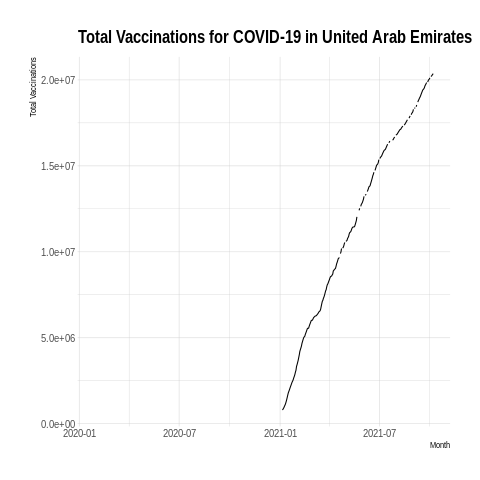 Total Vaccinations for COVID-19 in United Arab Emirates
Total Vaccinations
2.0e+07
1.5e+07
1.0e+07
5.0e+06
0.0e+00
2020-01 2020-07 2021-01 2021-07
Month